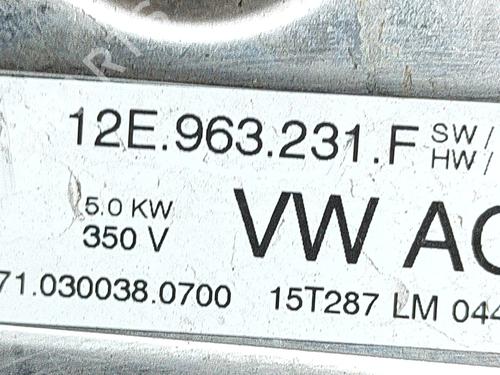 12E.963.231.F SW /
HW /
5.0 KW
350 V
VW AG
71.030038.0700 15T287 LM 044